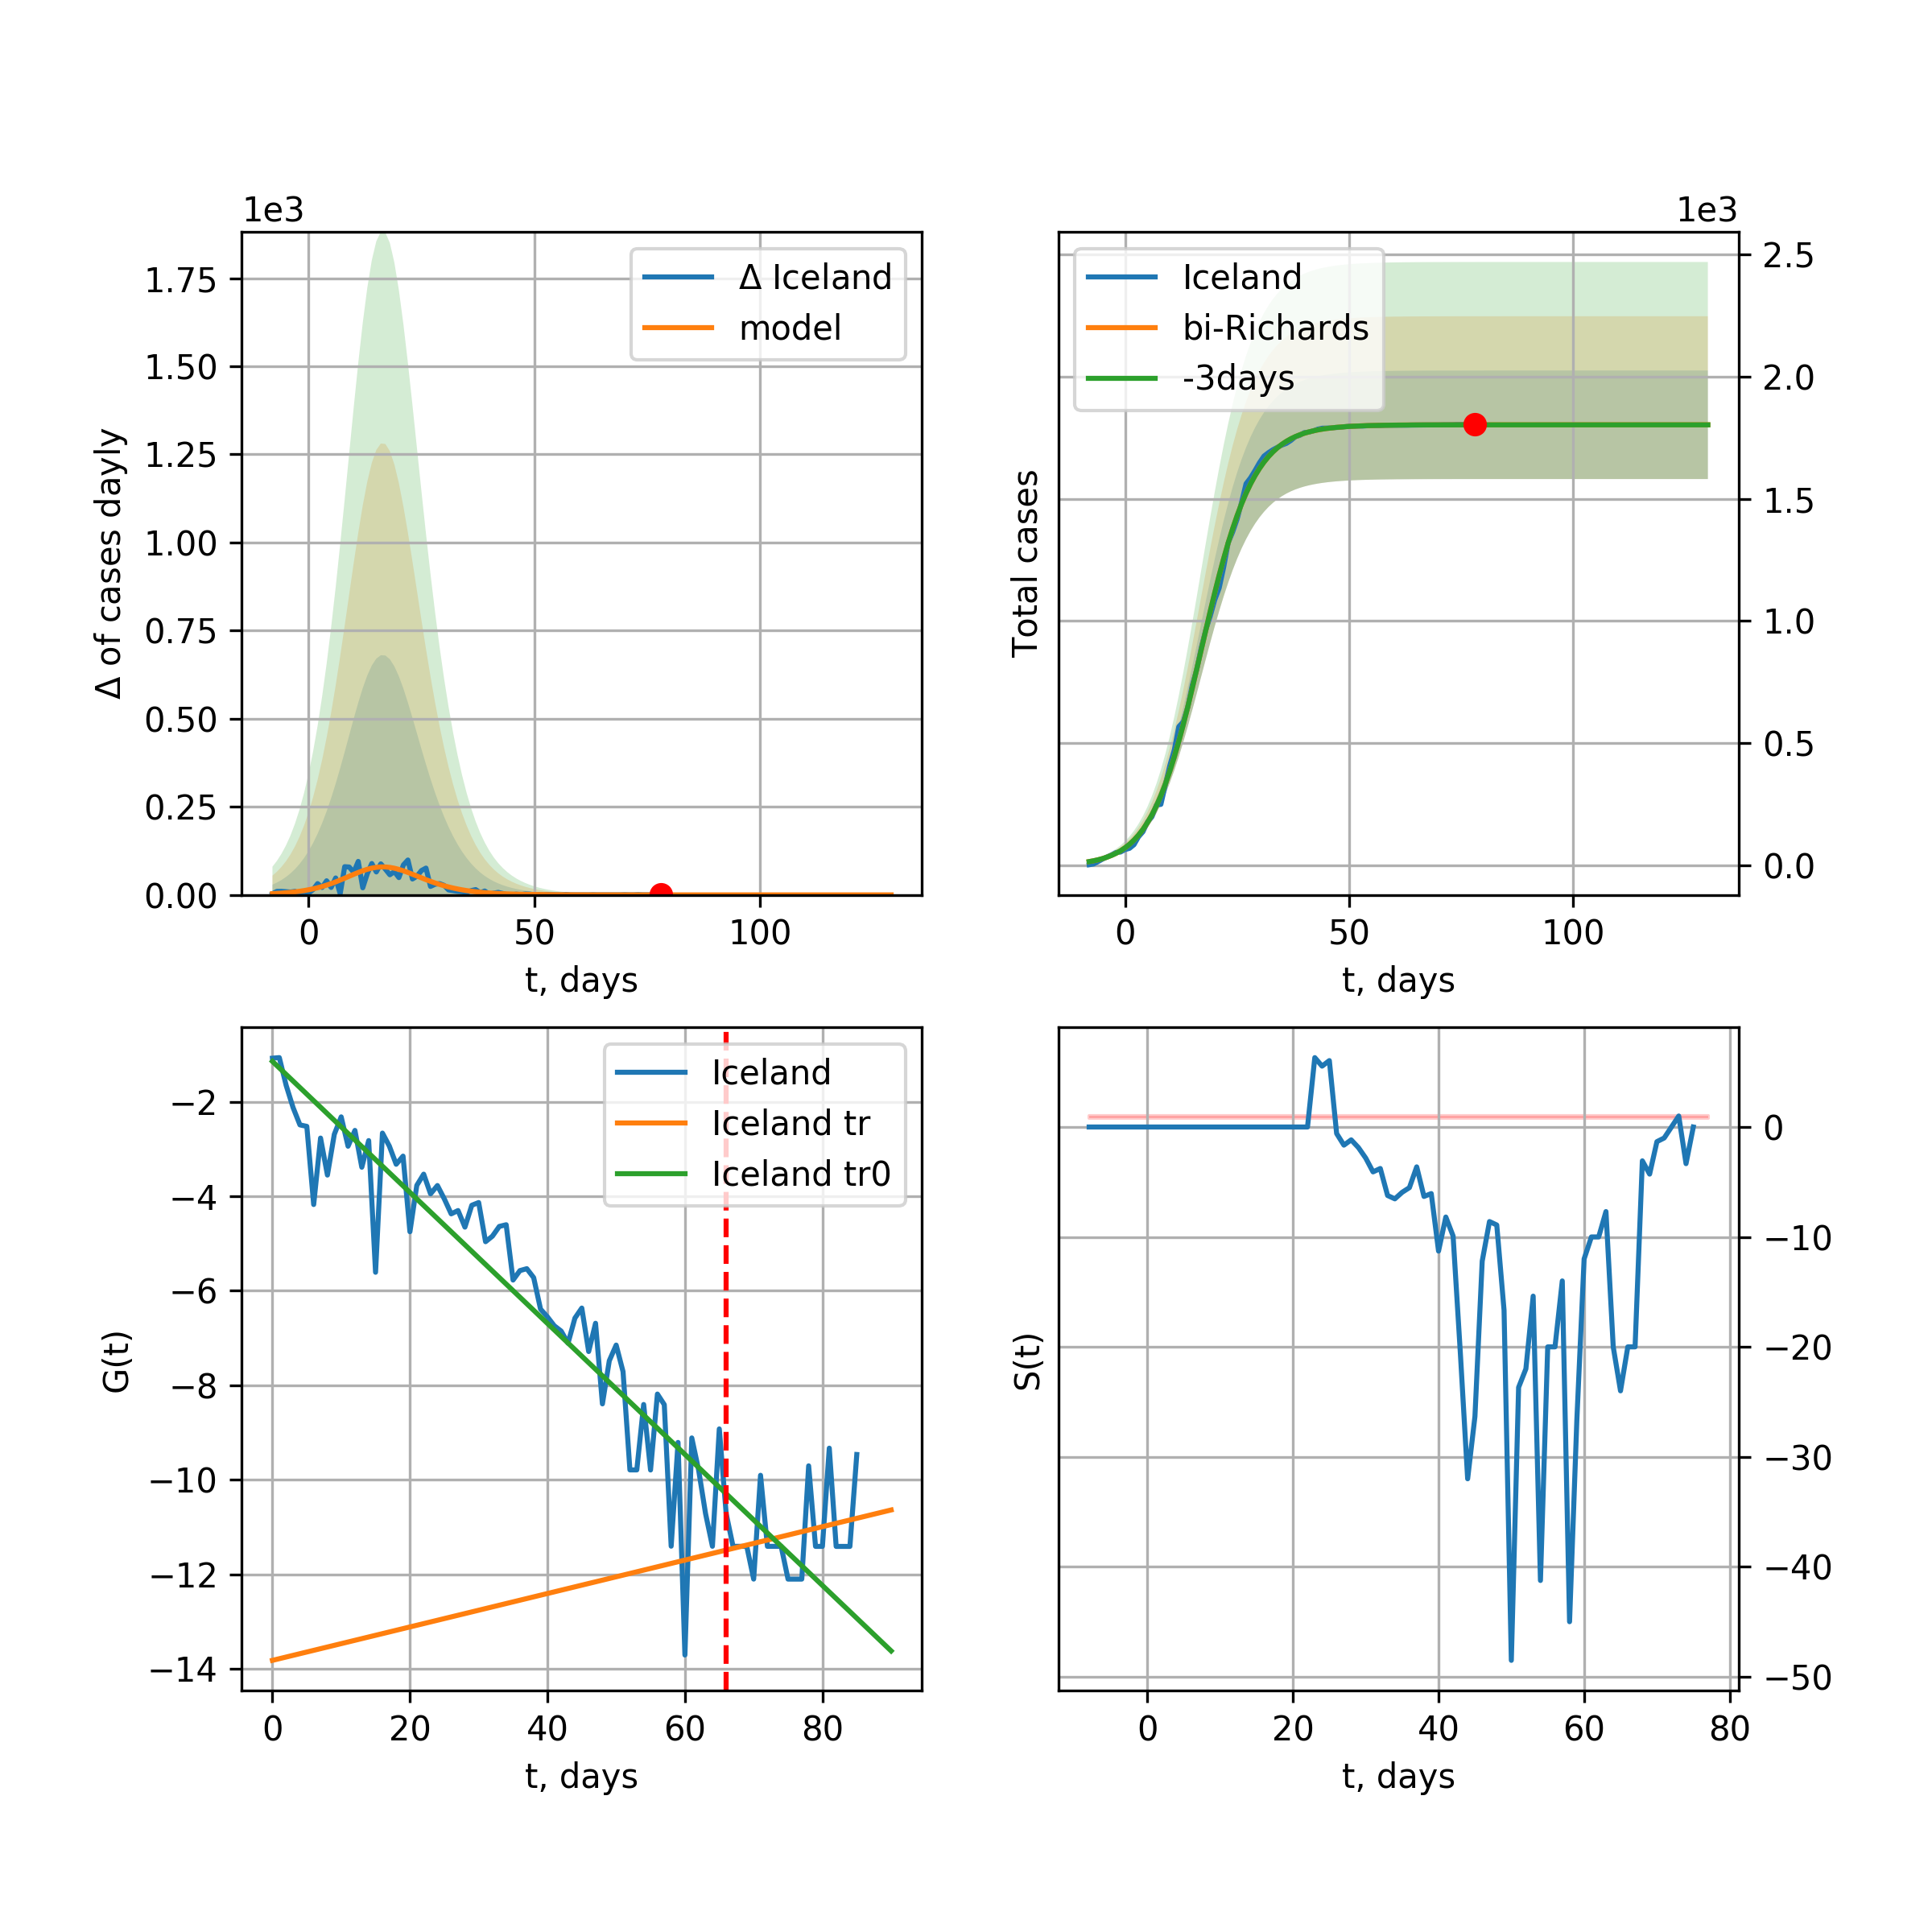 1e3
Δ of cases dayly
1.75
1.50
1.25
1.00
0.75
0.50
0.25
0.00
0 50 100
t, days
Δ Iceland
model
1e3
Total cases
2.5
2.0
1.5
1.0
0.5
0.0
0 50 100
t, days
Iceland
bi-Richards
-3days
G(t)
−2
−4
−6
−8
−10
−12
−14
0 20 40 60 80
t, days
Iceland
Iceland tr
Iceland tr0
S(t)
0
−10
−20
−30
−40
−50
0 20 40 60 80
t, days